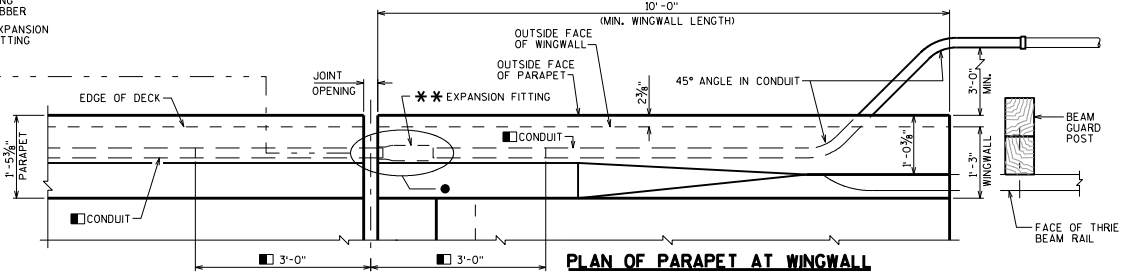 NG
BBER
XPANSION
TTING
10'-0"
(MIN. WINGWALL LENGTH)
OUTSIDE FACE
OF WINGWALL
OUTSIDE FACE
OF PARAPET
JOINT
OPENING
2⅜"
45° ANGLE IN CONDUIT
3'-0"
MIN.
EDGE OF DECK
** EXPANSION FITTING
CONDUIT
BEAM
GUARD
POST
1'-5⅜"
PARAPET
1'-0⅜"
1'-3"
WINGWALL
CONDUIT
FACE OF THRIE
BEAM RAIL
3'-0"
3'-0"
PLAN OF PARAPET AT WINGWALL